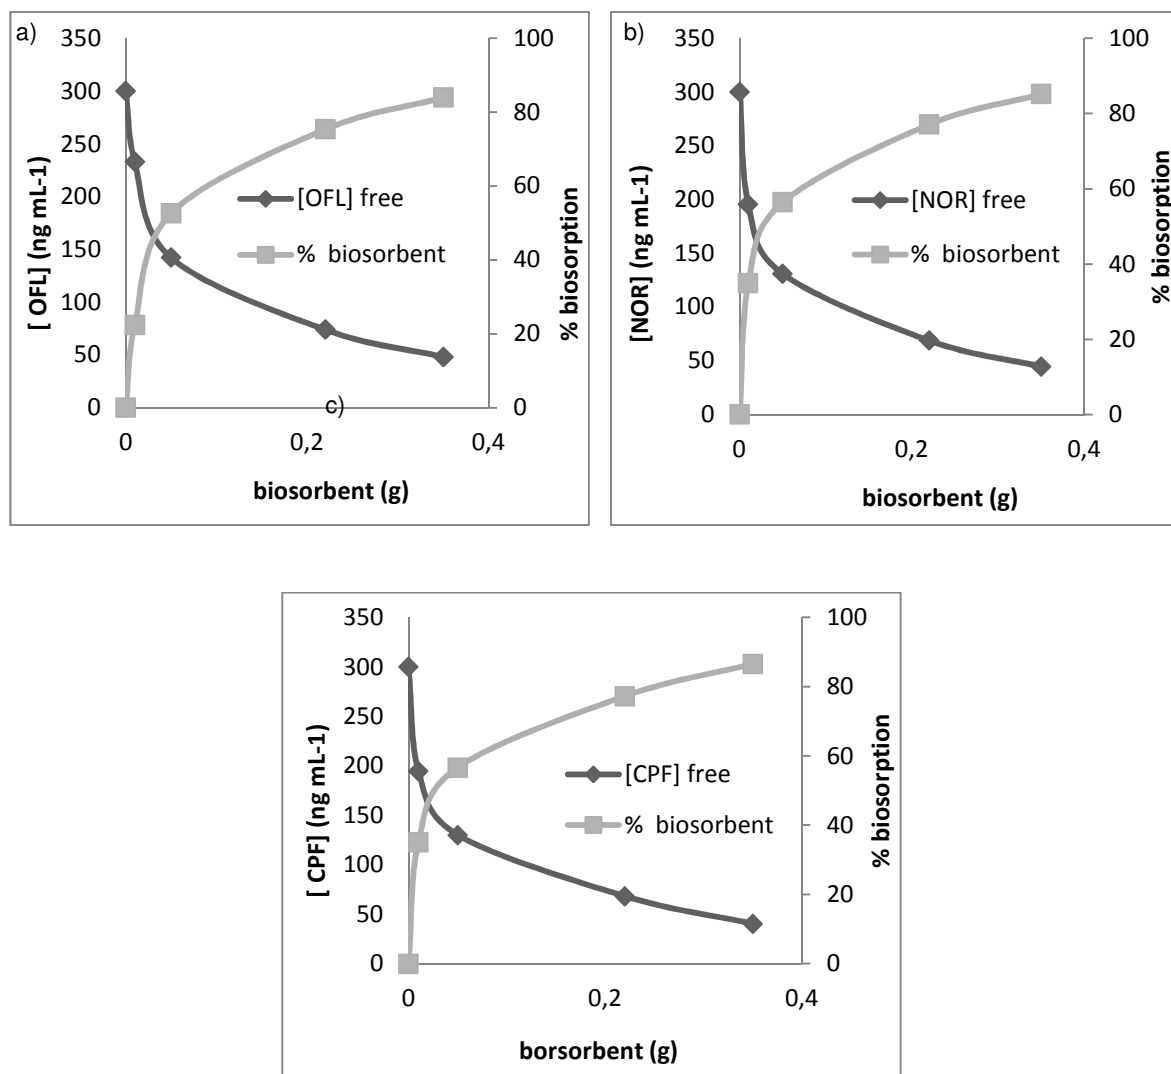 a)
350
300
250
200
150
100
50
0
[ OFL] (ng mL-1)
100
80
60
40
20
0
% biosorption
[OFL] free
% biosorbent
c)
0
0,2
0,4
biosorbent (g)
b)
350
300
250
200
150
100
50
0
[NOR] (ng mL-1)
100
80
60
40
20
0
% biosorption
[NOR] free
% biosorbent
0
0,2
0,4
biosorbent (g)
350
300
250
200
150
100
50
0
[ CPF] (ng mL-1)
100
80
60
40
20
0
% biosorption
[CPF] free
% biosorbent
0
0,2
0,4
borsorbent (g)